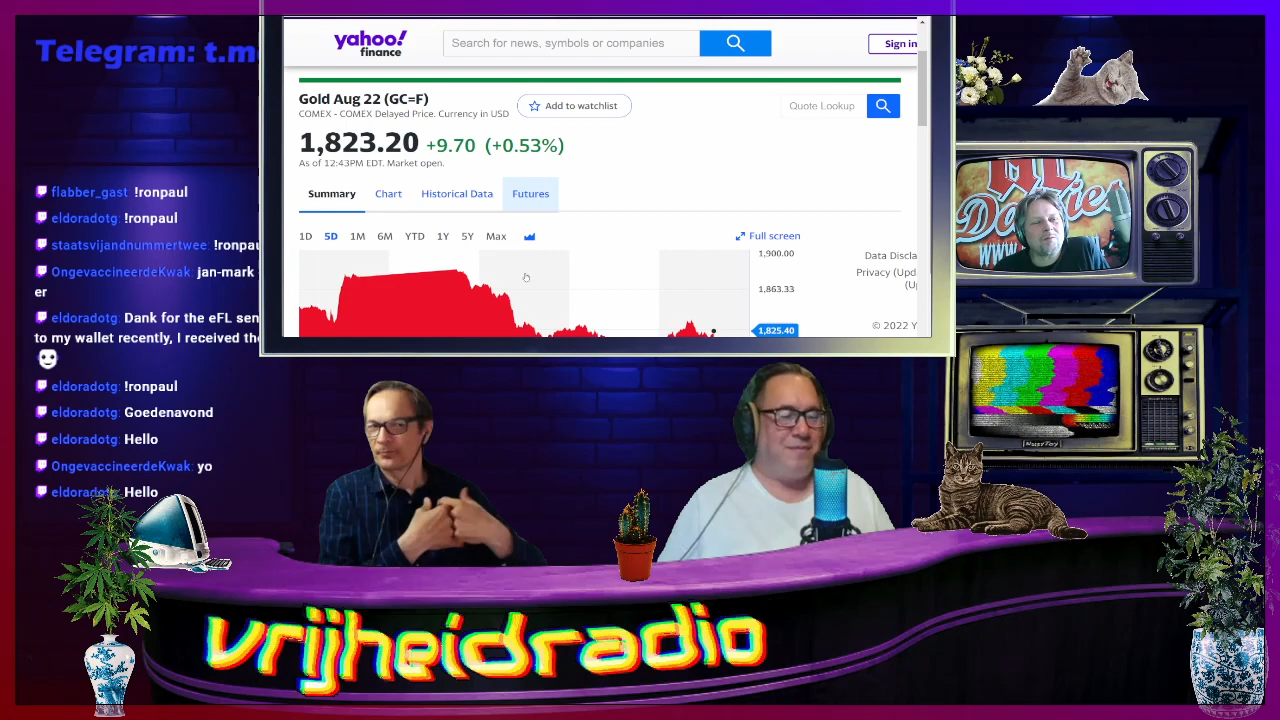 Telegram: t.m
yahoo!
finance
Search for news, symbols or companies
Sign in
Gold Aug 22 (GC=F)
Add to watchlist
COMEX - COMEX Delayed Price. Currency in USD
Quote Lookup
1,823.20 +9.70 (+0.53%)
As of 12:43PM EDT. Market open.
Summary Chart Historical Data Futures
1D 5D 1M 6M YTD 1Y 5Y Max
Full screen
1,900.00
1,863.33
1,825.40
Data Discla
Privacy (Upd
(Up
© 2022 Y
flabber_gast: !ronpaul
eldoradotg: !ronpaul
staatsvijandnummertwee: !ronpau
OngevaccineerdeKwak: jan-mark
er
eldoradotg: Dank for the eFL sen
to my wallet recently, I received the
eldoradotg: !ronpaul
eldoradotg: Goedenavond
eldoradotg: Hello
OngevaccineerdeKwak: yo
eldoradotg: Hello
WWW
vrijheidradio